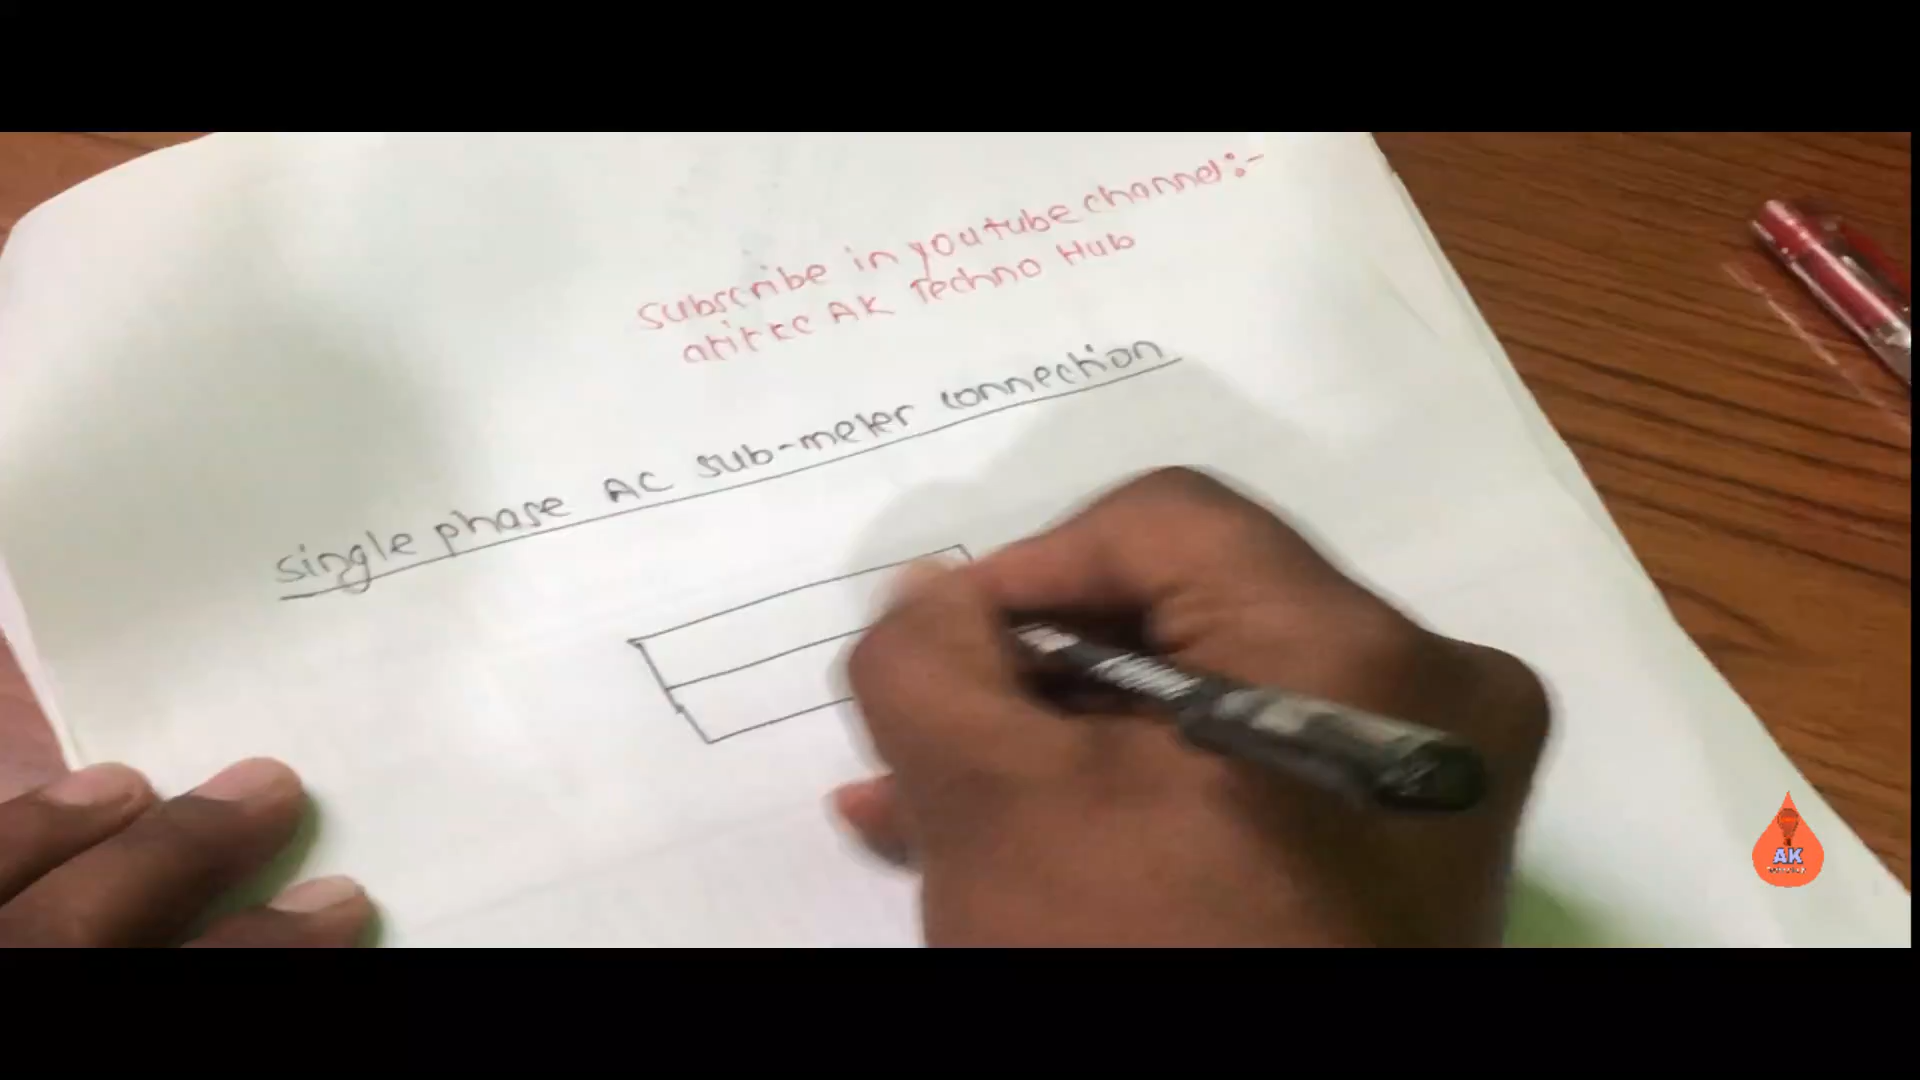 Subscribe in youtube channel:-
AK Techno Hub
single phase AC sub-meter connection
AK